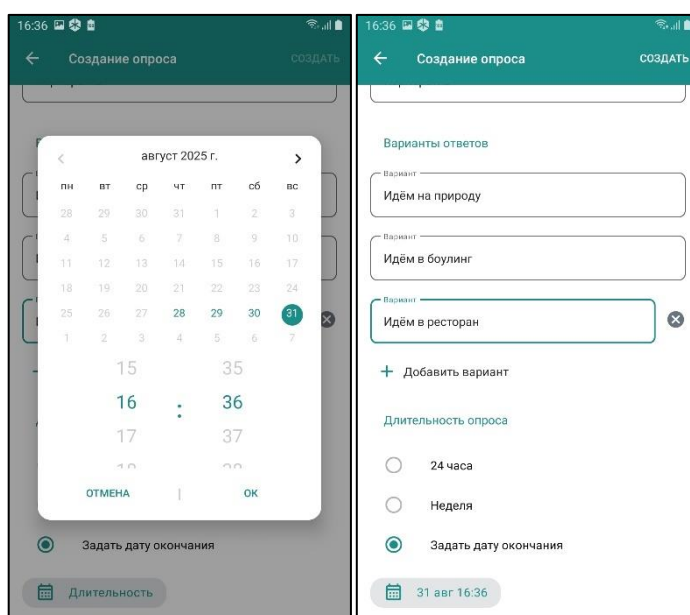 16:36
Создание опроса
СОЗДАТЬ
август 2025 г.
пн вт ср чт пт сб вс
28 29 30 31 1 2 3
4 5 6 7 8 9 10
11 12 13 14 15 16 17
18 19 20 21 22 23 24
25 26 27 28 29 30 31
1 2 3 4 5 6 7
15 35
16 : 36
17 37
ОТМЕНА | ОК
Задать дату окончания
Длительность
16:36
Создание опроса
СОЗДАТЬ
Варианты ответов
Вариант
Идём на природу
Вариант
Идём в боулинг
Вариант
Идём в ресторан
+ Добавить вариант
Длительность опроса
24 часа
Неделя
Задать дату окончания
31 авг 16:36